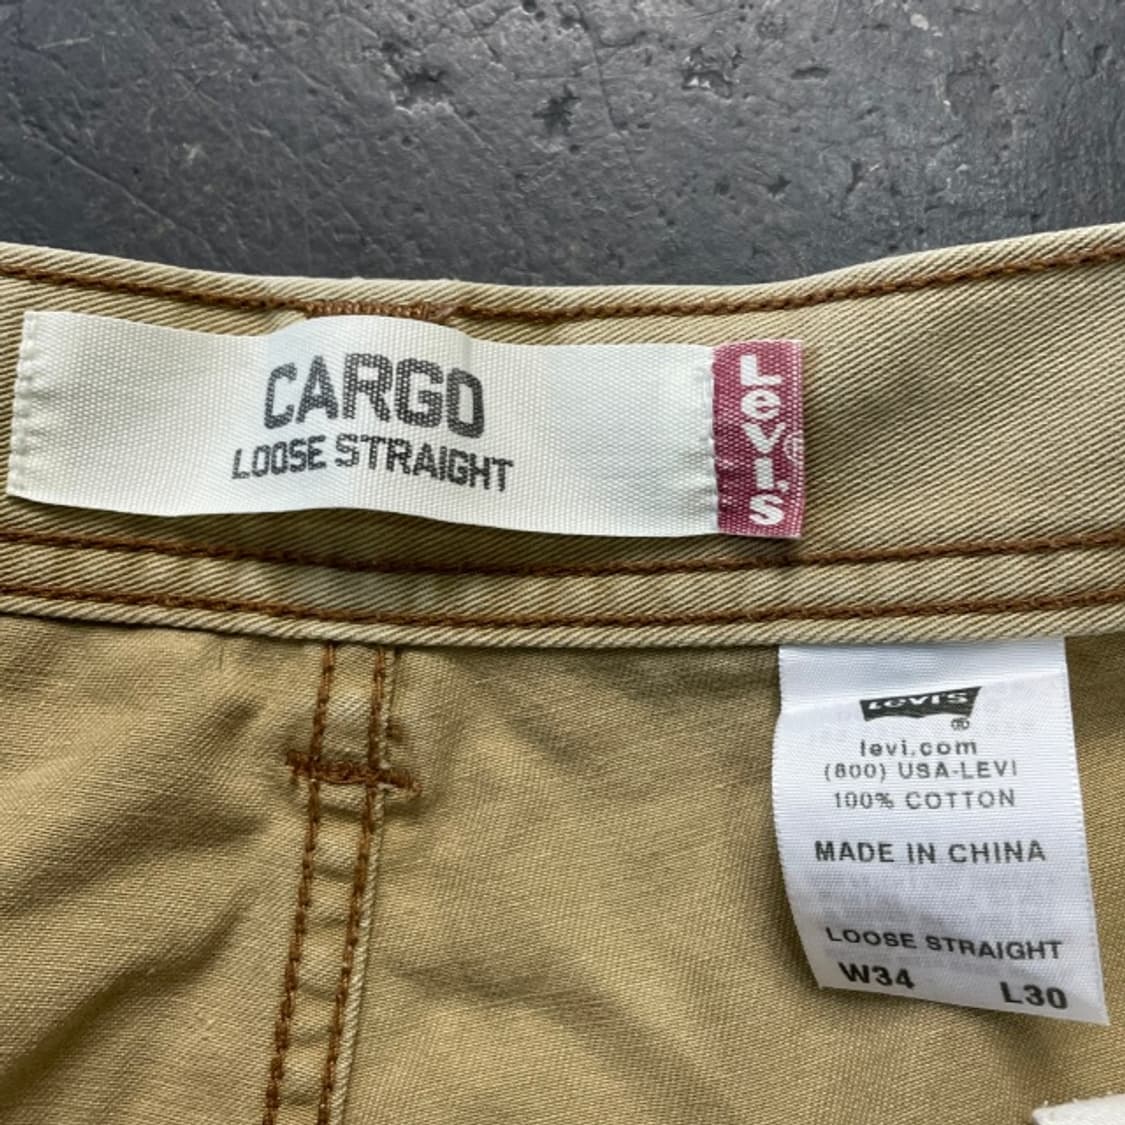 CARGO
LOOSE STRAIGHT
Levi's®
Levi's
®
levi.com
(800) USA-LEVI
100% COTTON
MADE IN CHINA
LOOSE STRAIGHT
W34 L30